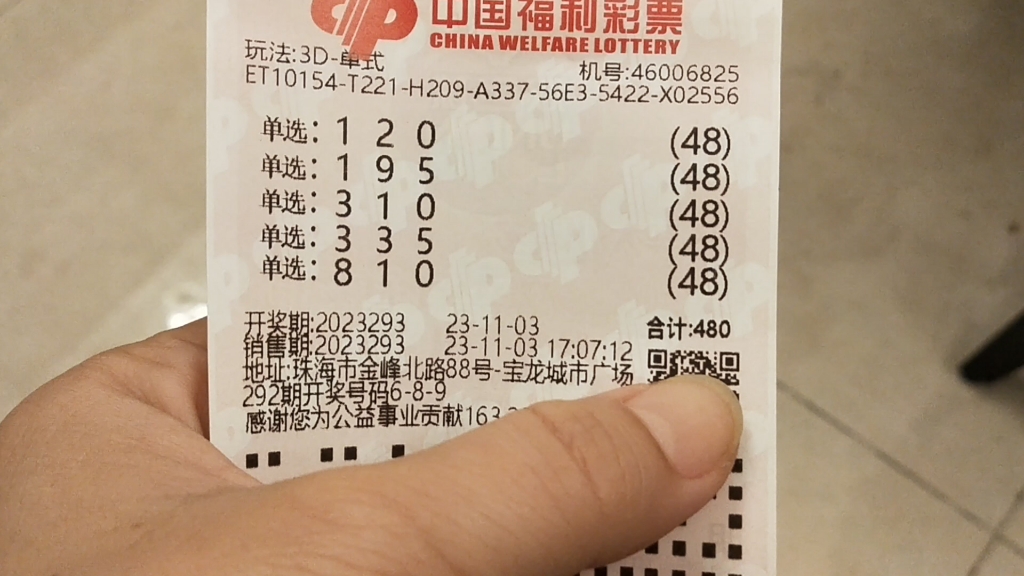 中国福利彩票
CHINA WELFARE LOTTERY
玩法:3D-单式
机号:46006825
ET10154-T221-H209-A337-56E3-5422-X02556
单选: 1 2 0 (48)
单选: 1 9 5 (48)
单选: 3 1 0 (48)
单选: 3 3 5 (48)
单选: 8 1 0 (48)
开奖期:2023293 23-11-03 合计:480
销售期:2023293 23-11-03 17:07:12
地址:珠海市金峰北路88号-宝龙城市广场
292期开奖号码6-8-9
感谢您为公益事业贡献163.2